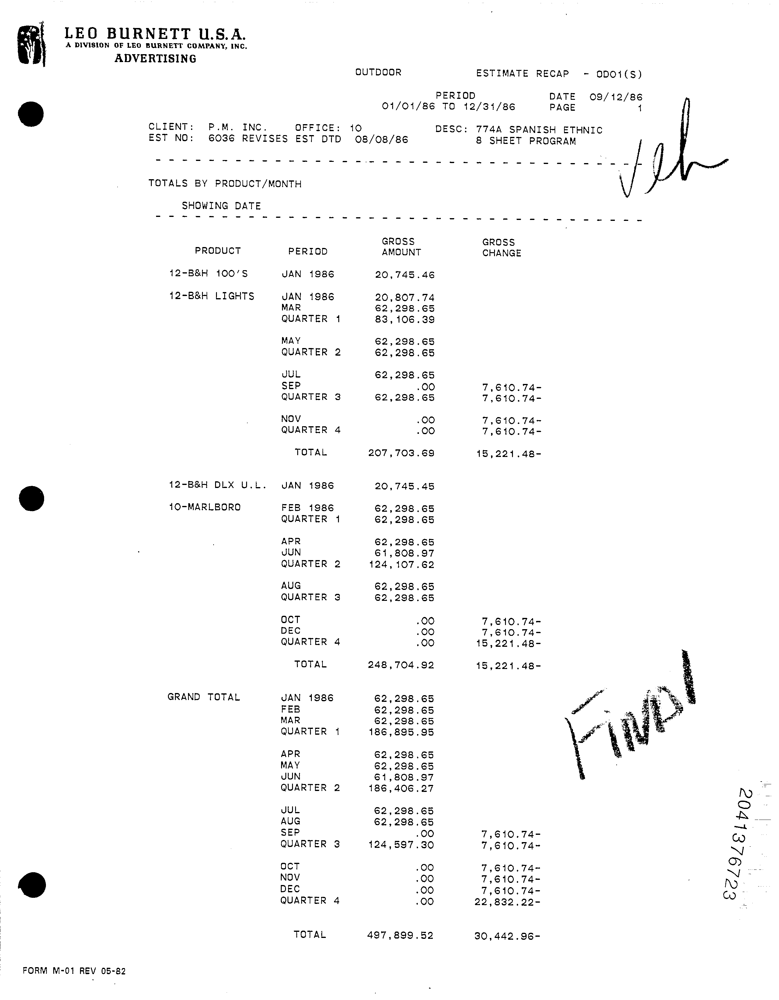 LEO BURNETT U.S.A.
A DIVISION OF LEO BURNETT COMPANY, INC.
ADVERTISING
OUTDOOR ESTIMATE RECAP - OD01(S)
PERIOD DATE 09/12/86
01/01/86 TO 12/31/86 PAGE 1
CLIENT: P.M. INC. OFFICE: 10 DESC: 774A SPANISH ETHNIC
EST NO: 6036 REVISES EST DTD 08/08/86 8 SHEET PROGRAM
TOTALS BY PRODUCT/MONTH
SHOWING DATE
GROSS GROSS
PRODUCT PERIOD AMOUNT CHANGE
12-B&H 100'S JAN 1986 20,745.46
12-B&H LIGHTS JAN 1986 20,807.74
MAR 62,298.65
QUARTER 1 83,106.39
MAY 62,298.65
QUARTER 2 62,298.65
JUL 62,298.65
SEP .00 7,610.74-
QUARTER 3 62,298.65 7,610.74-
NOV .00 7,610.74-
QUARTER 4 .00 7,610.74-
TOTAL 207,703.69 15,221.48-
12-B&H DLX U.L. JAN 1986 20,745.45
10-MARLBORO FEB 1986 62,298.65
QUARTER 1 62,298.65
APR 62,298.65
JUN 61,808.97
QUARTER 2 124,107.62
AUG 62,298.65
QUARTER 3 62,298.65
OCT .00 7,610.74-
DEC .00 7,610.74-
QUARTER 4 .00 15,221.48-
TOTAL 248,704.92 15,221.48-
GRAND TOTAL JAN 1986 62,298.65
FEB 62,298.65
MAR 62,298.65
QUARTER 1 186,895.95
APR 62,298.65
MAY 62,298.65
JUN 61,808.97
QUARTER 2 186,406.27
JUL 62,298.65
AUG 62,298.65
SEP .00 7,610.74-
QUARTER 3 124,597.30 7,610.74-
OCT .00 7,610.74-
NOV .00 7,610.74-
DEC .00 7,610.74-
QUARTER 4 .00 22,832.22-
TOTAL 497,899.52 30,442.96-
Final
2041376723
FORM M-01 REV 05-82